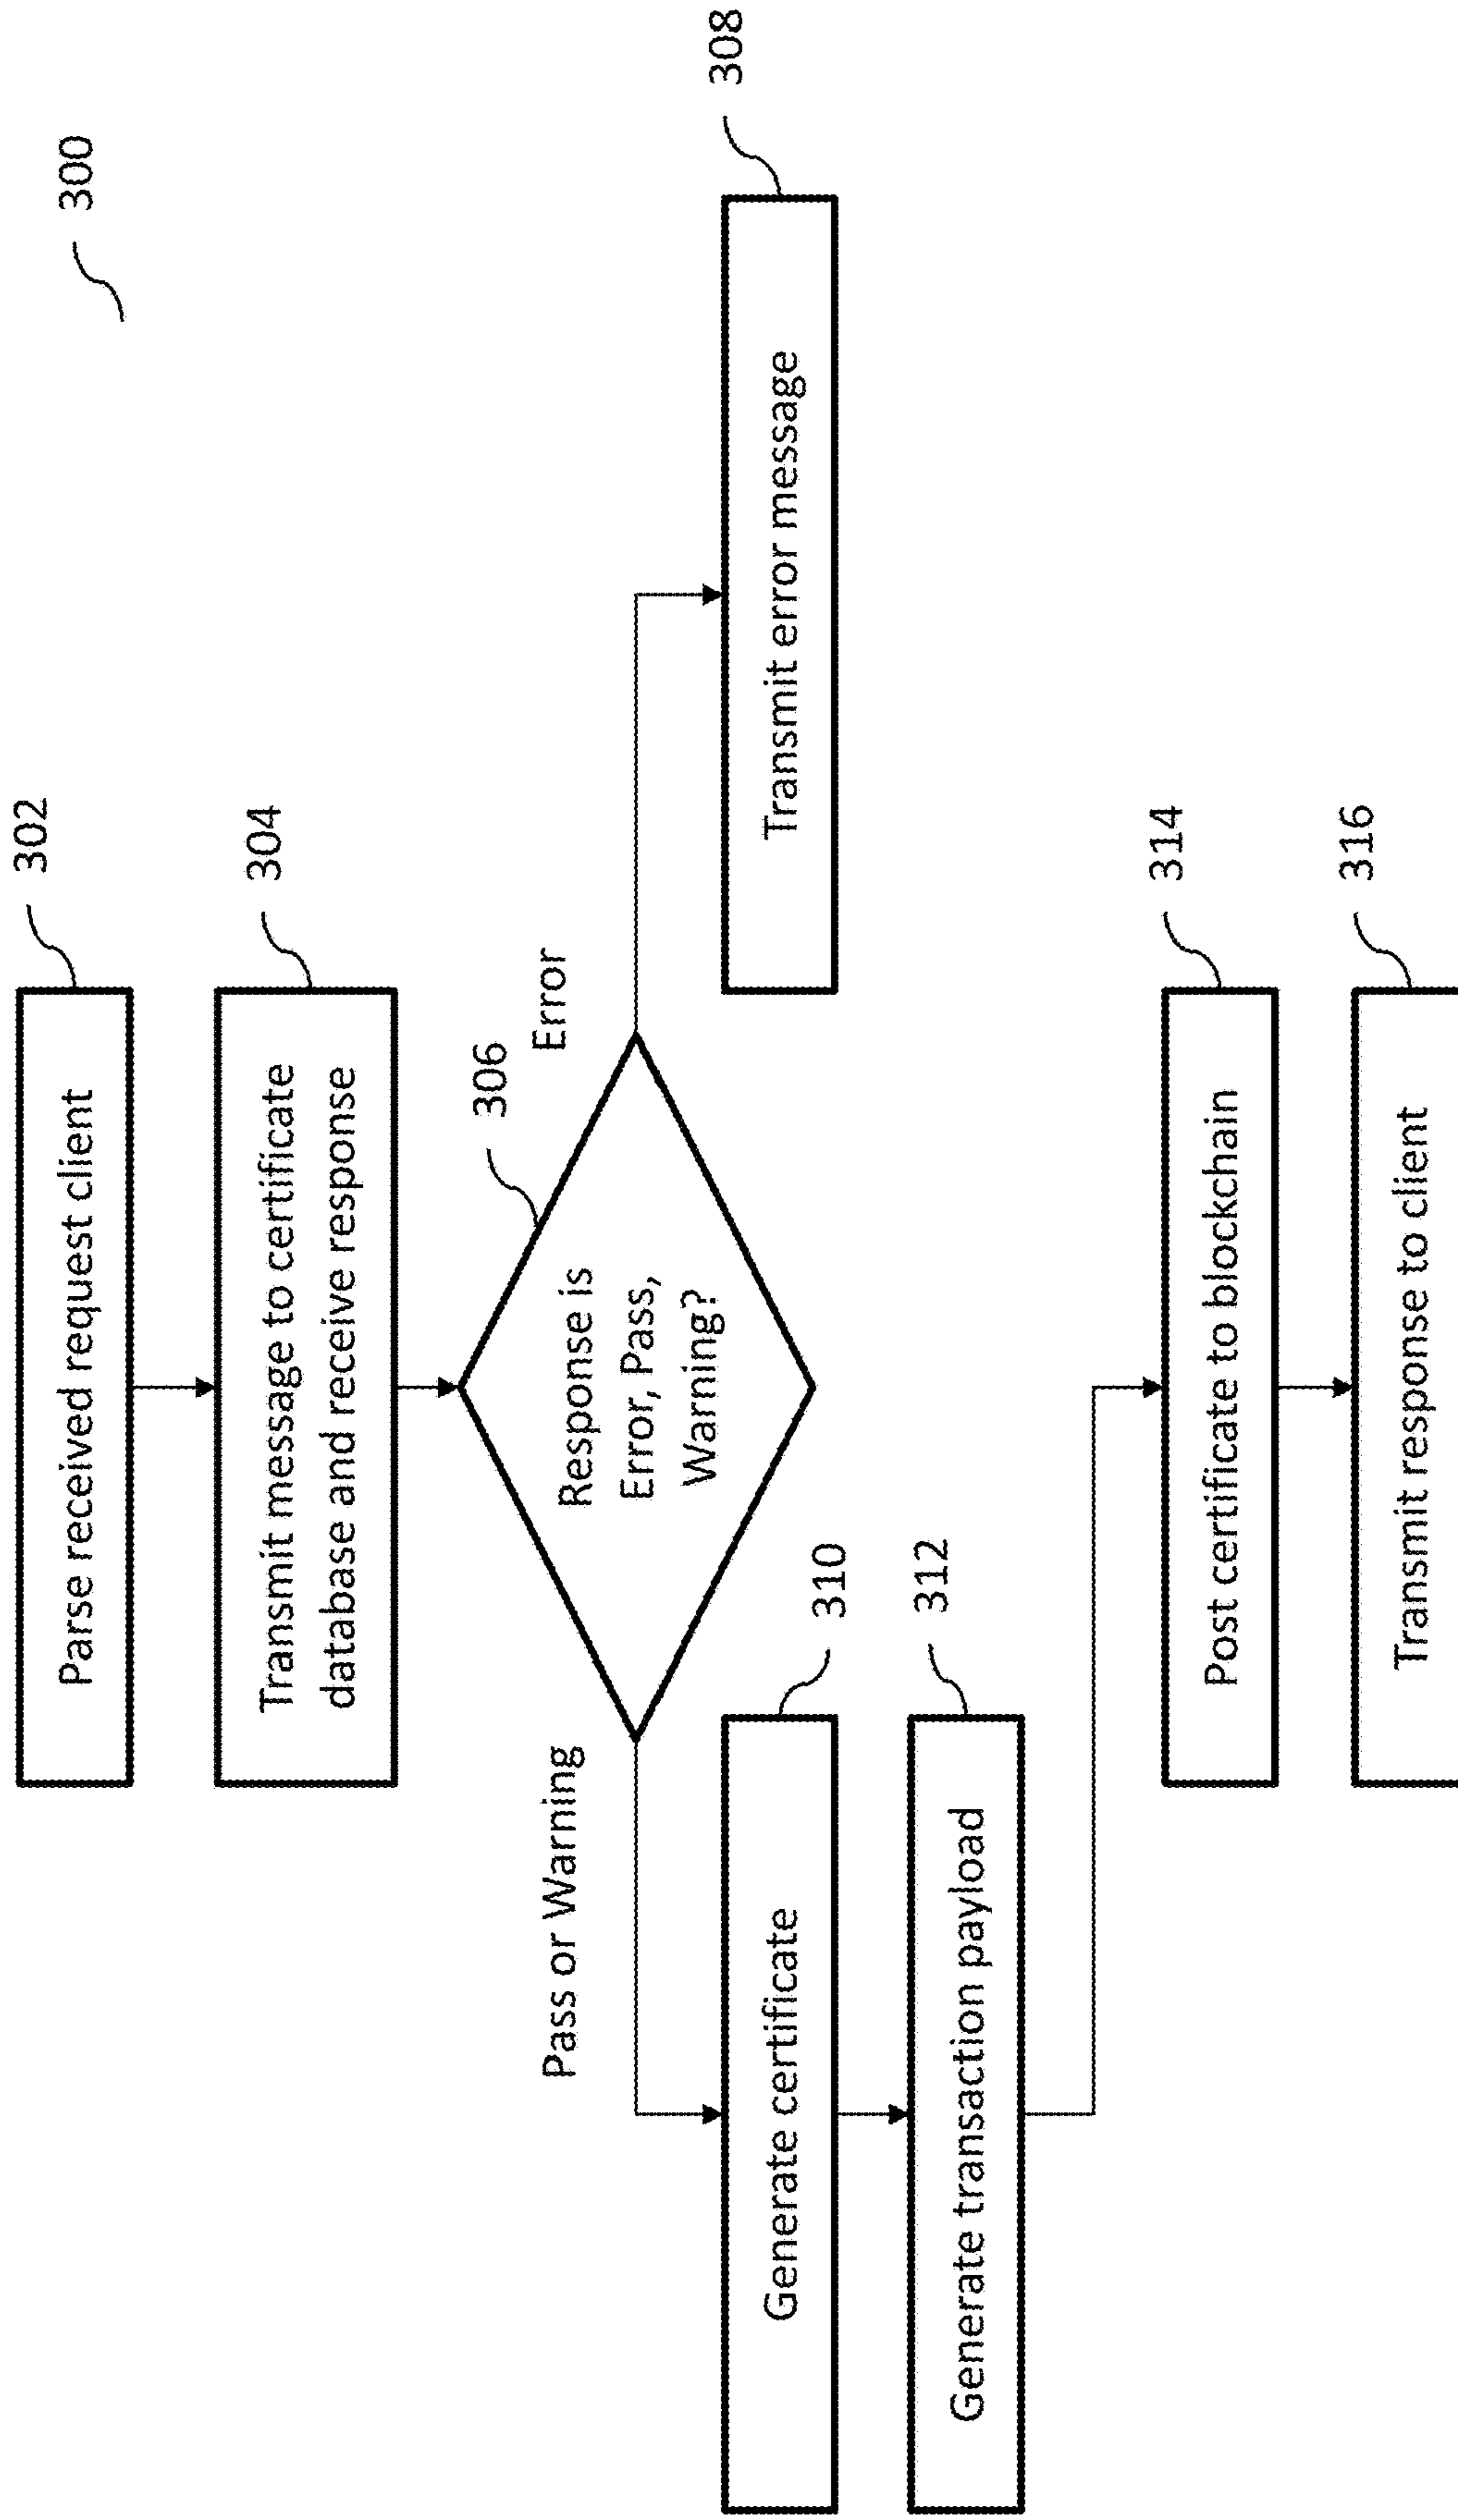 300
302
Parse received request client
304
Transmit message to certificate
database and receive response
306
Response is
Error, Pass,
Warning?
Error
Pass or Warning
308
Transmit error message
310
Generate certificate
312
Generate transaction payload
314
Post certificate to blockchain
316
Transmit response to client